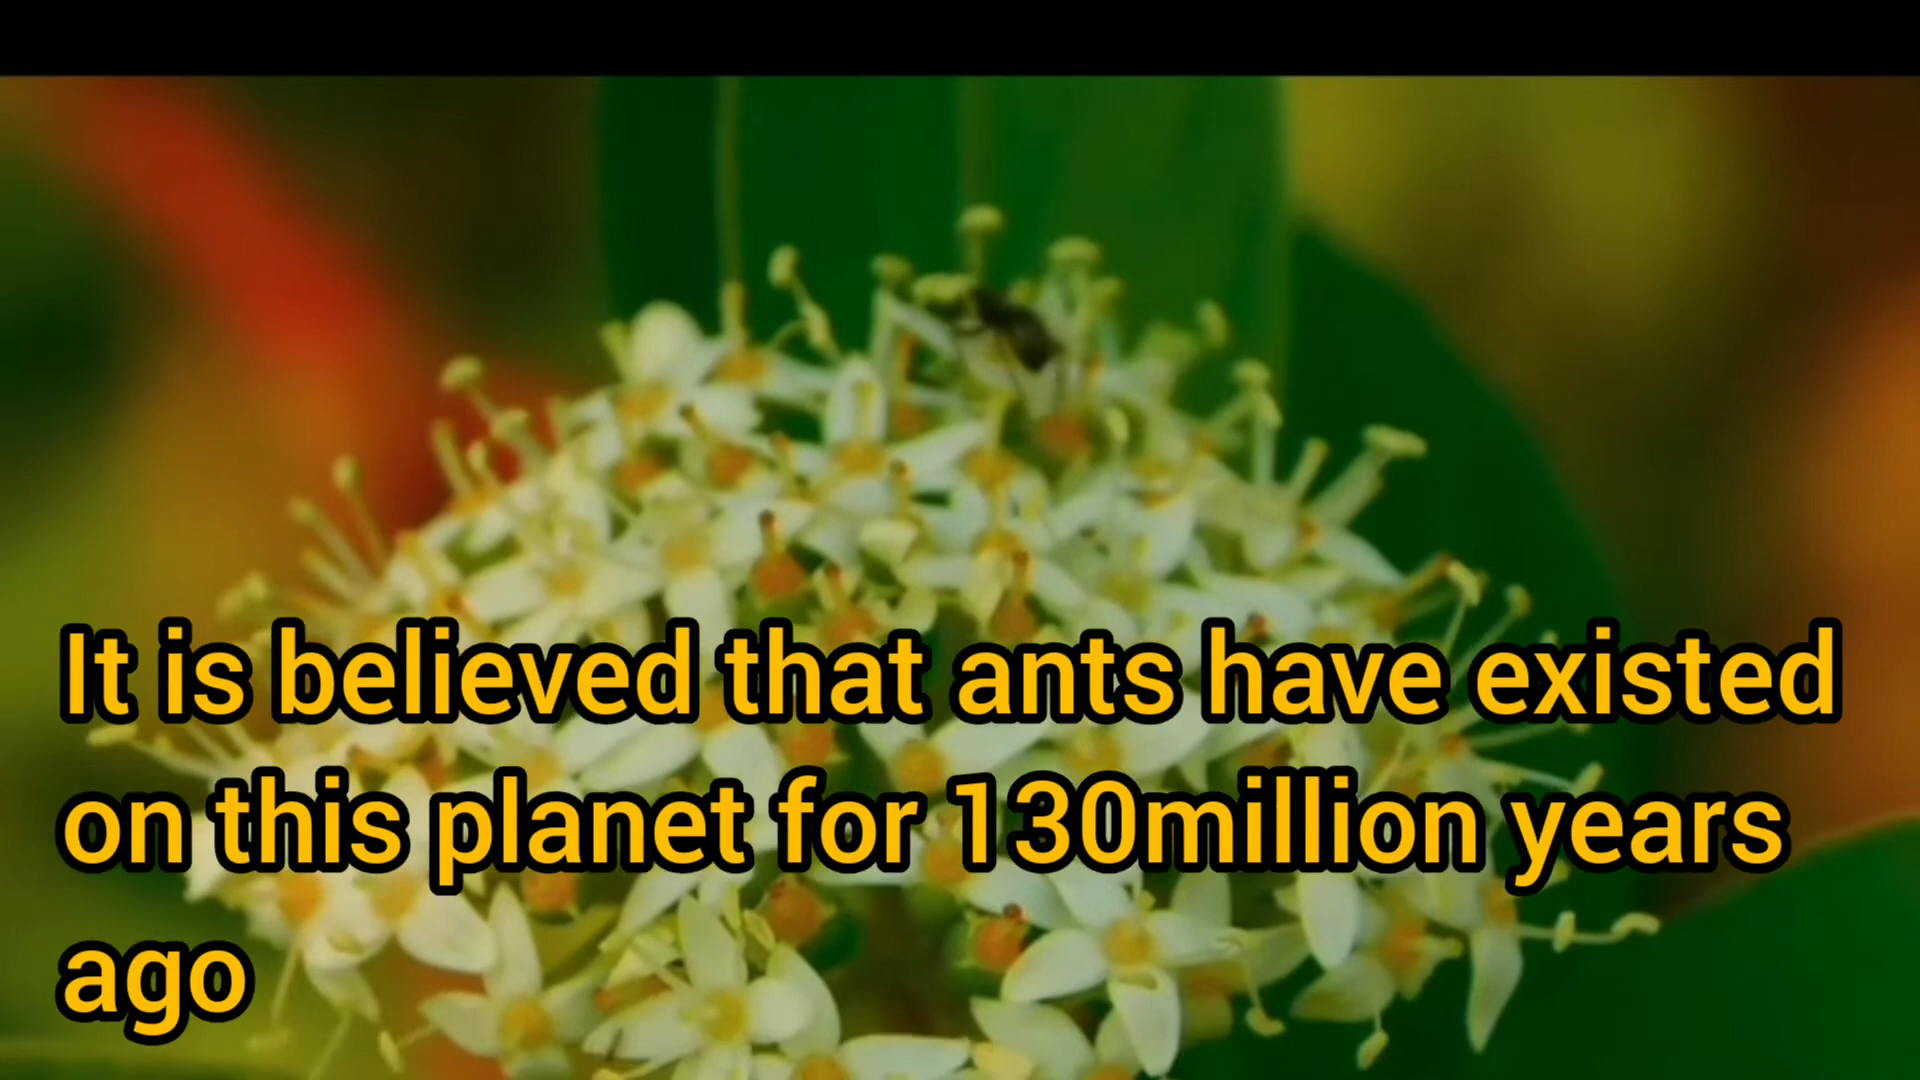 It is believed that ants have existed
on this planet for 130million years
ago